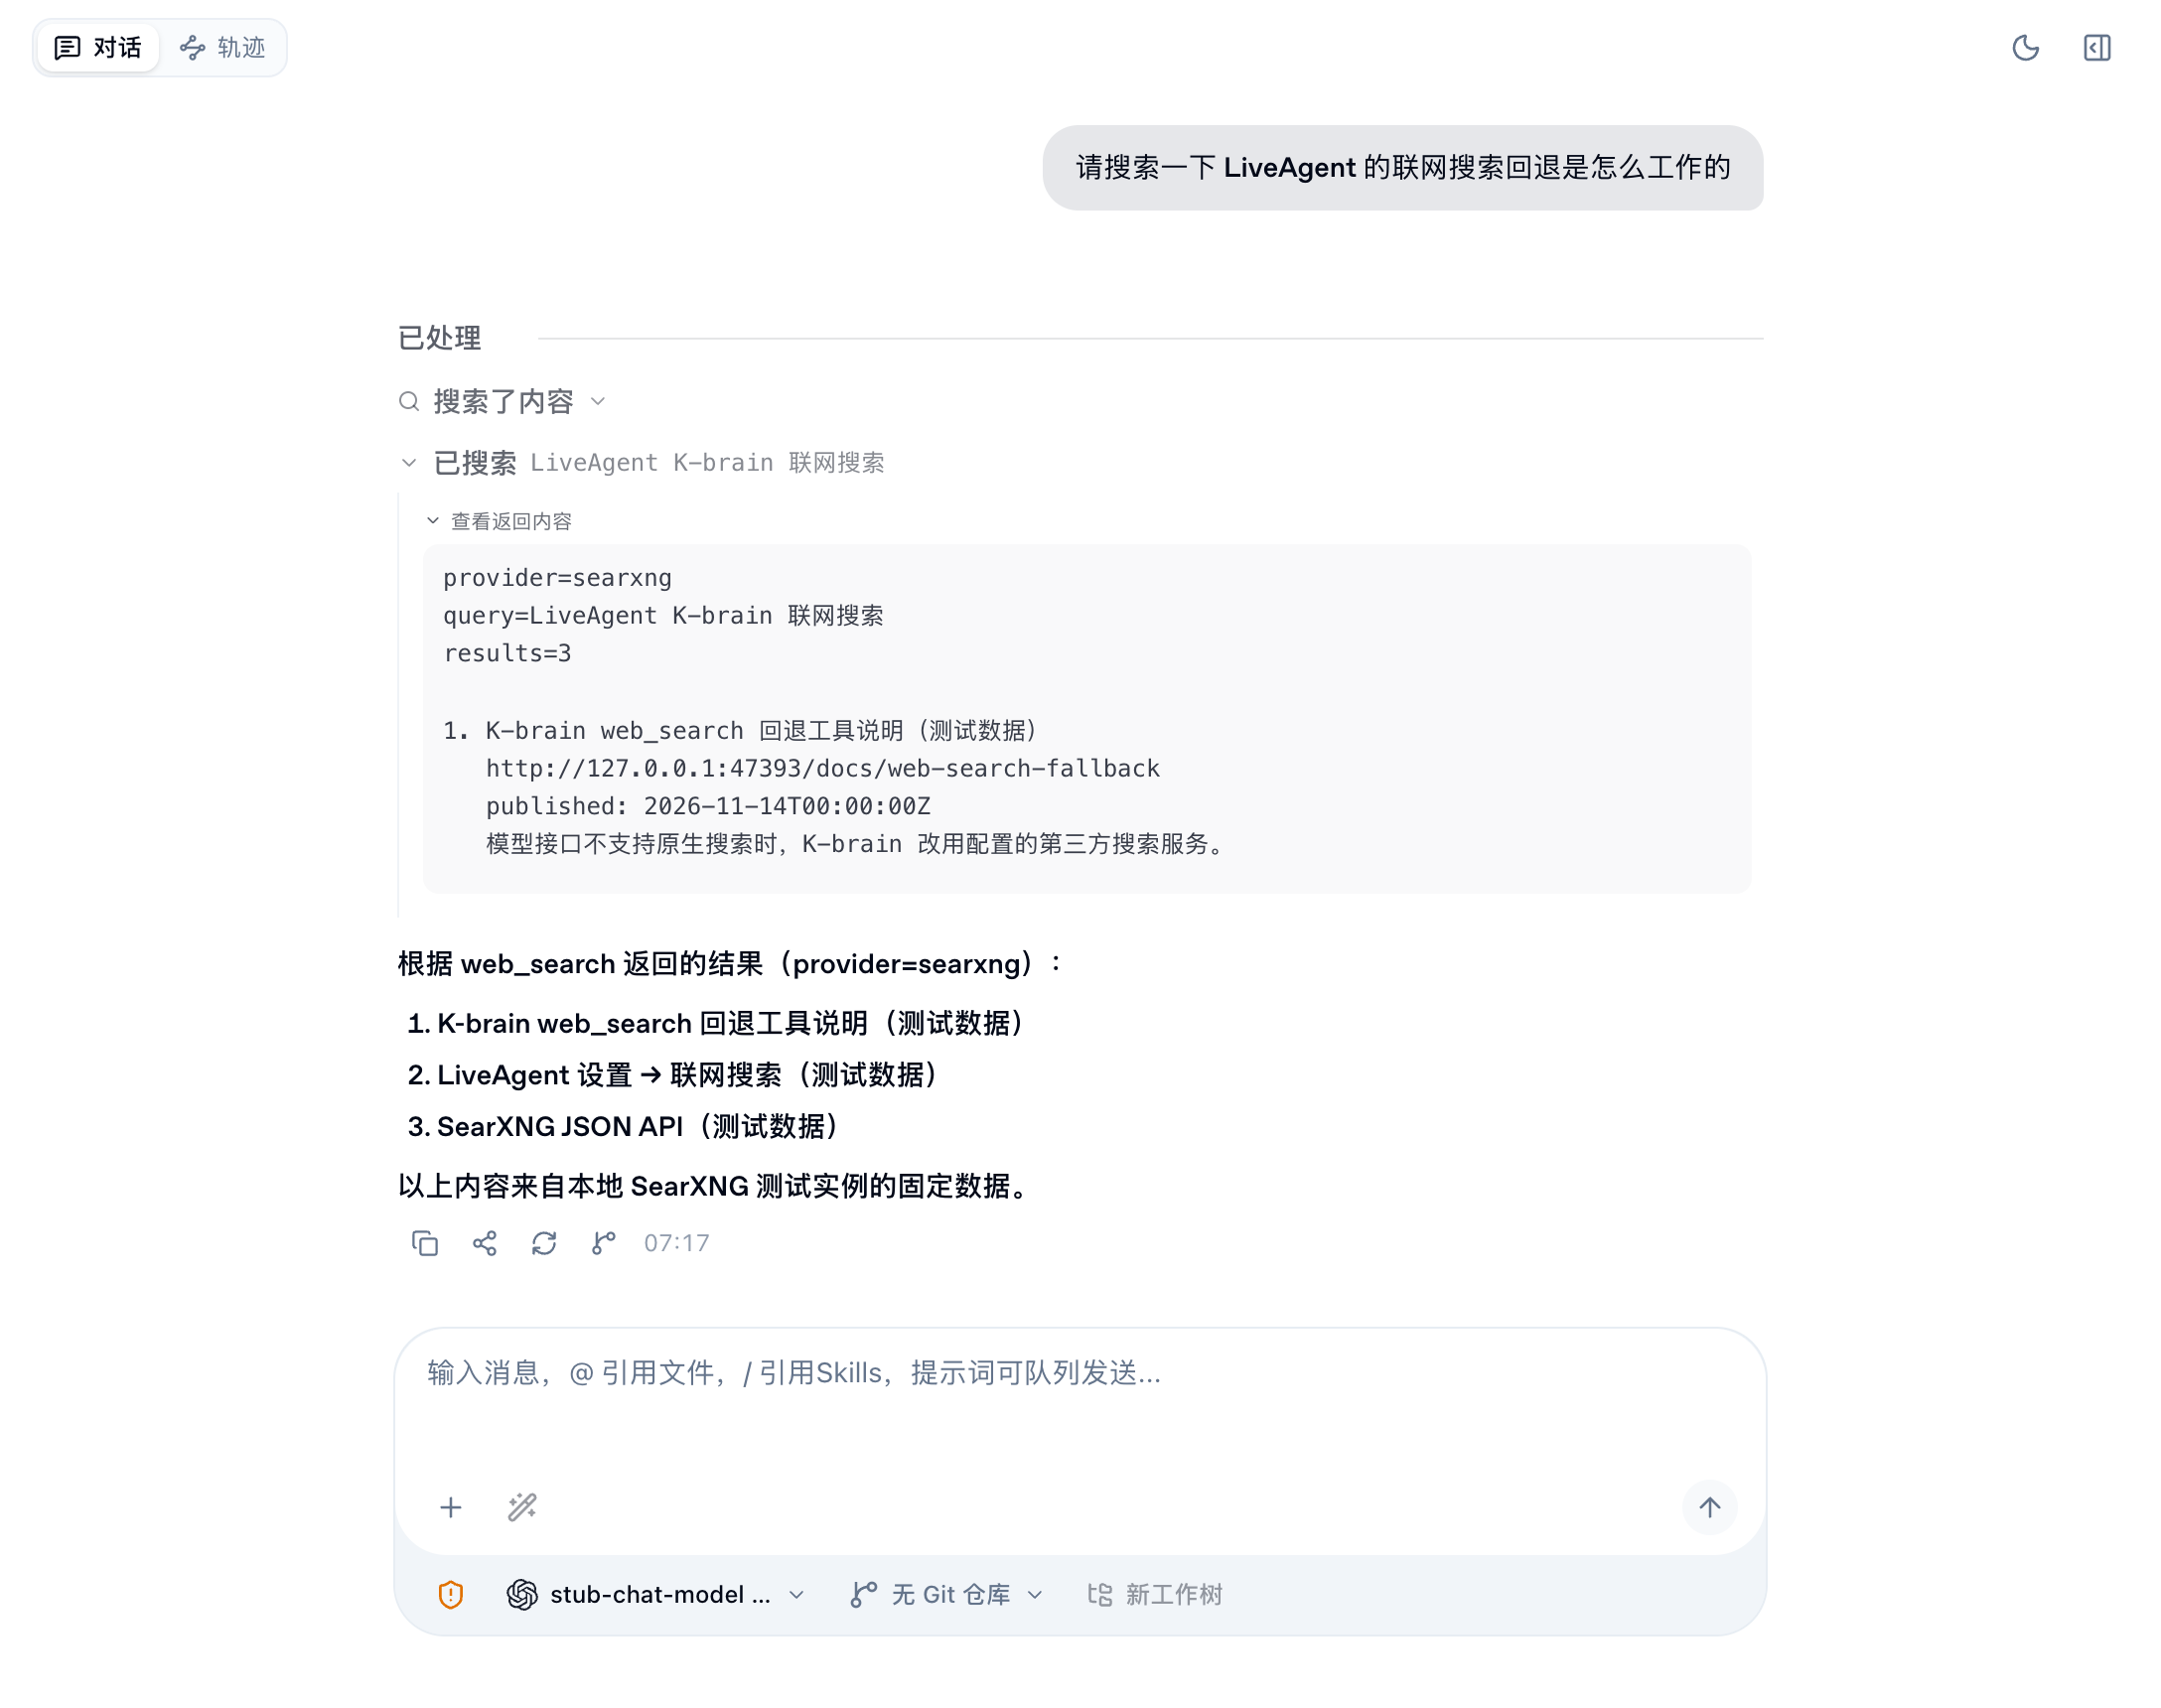 对话 轨迹
请搜索一下 LiveAgent 的联网搜索回退是怎么工作的
已处理
搜索了内容
已搜索 LiveAgent K-brain 联网搜索
查看返回内容
provider=searxng
query=LiveAgent K-brain 联网搜索
results=3
1. K-brain web_search 回退工具说明（测试数据）
http://127.0.0.1:47393/docs/web-search-fallback
published: 2026-11-14T00:00:00Z
模型接口不支持原生搜索时，K-brain 改用配置的第三方搜索服务。
根据 web_search 返回的结果（provider=searxng）：
1. K-brain web_search 回退工具说明（测试数据）
2. LiveAgent 设置 → 联网搜索（测试数据）
3. SearXNG JSON API（测试数据）
以上内容来自本地 SearXNG 测试实例的固定数据。
07:17
输入消息，@ 引用文件，/ 引用Skills，提示词可队列发送...
stub-chat-model ... 无 Git 仓库 新工作树